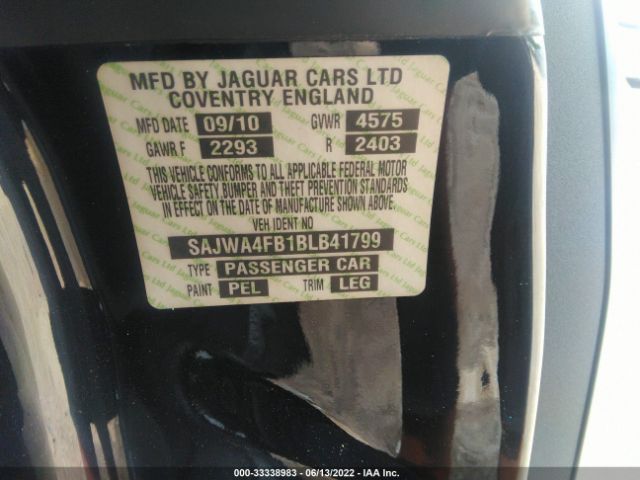 MFD BY JAGUAR CARS LTD
COVENTRY ENGLAND
MFD DATE 09/10 GVWR 4575
GAWR F 2293 R 2403
THIS VEHICLE CONFORMS TO ALL APPLICABLE FEDERAL MOTOR
VEHICLE SAFETY BUMPER AND THEFT PREVENTION STANDARDS
IN EFFECT ON THE DATE OF MANUFACTURE SHOWN ABOVE.
VEH IDENT NO
SAJWA4FB1BLB41799
TYPE PASSENGER CAR
PAINT PEL TRIM LEG
000-33338983 - 06/13/2022 - IAA Inc.